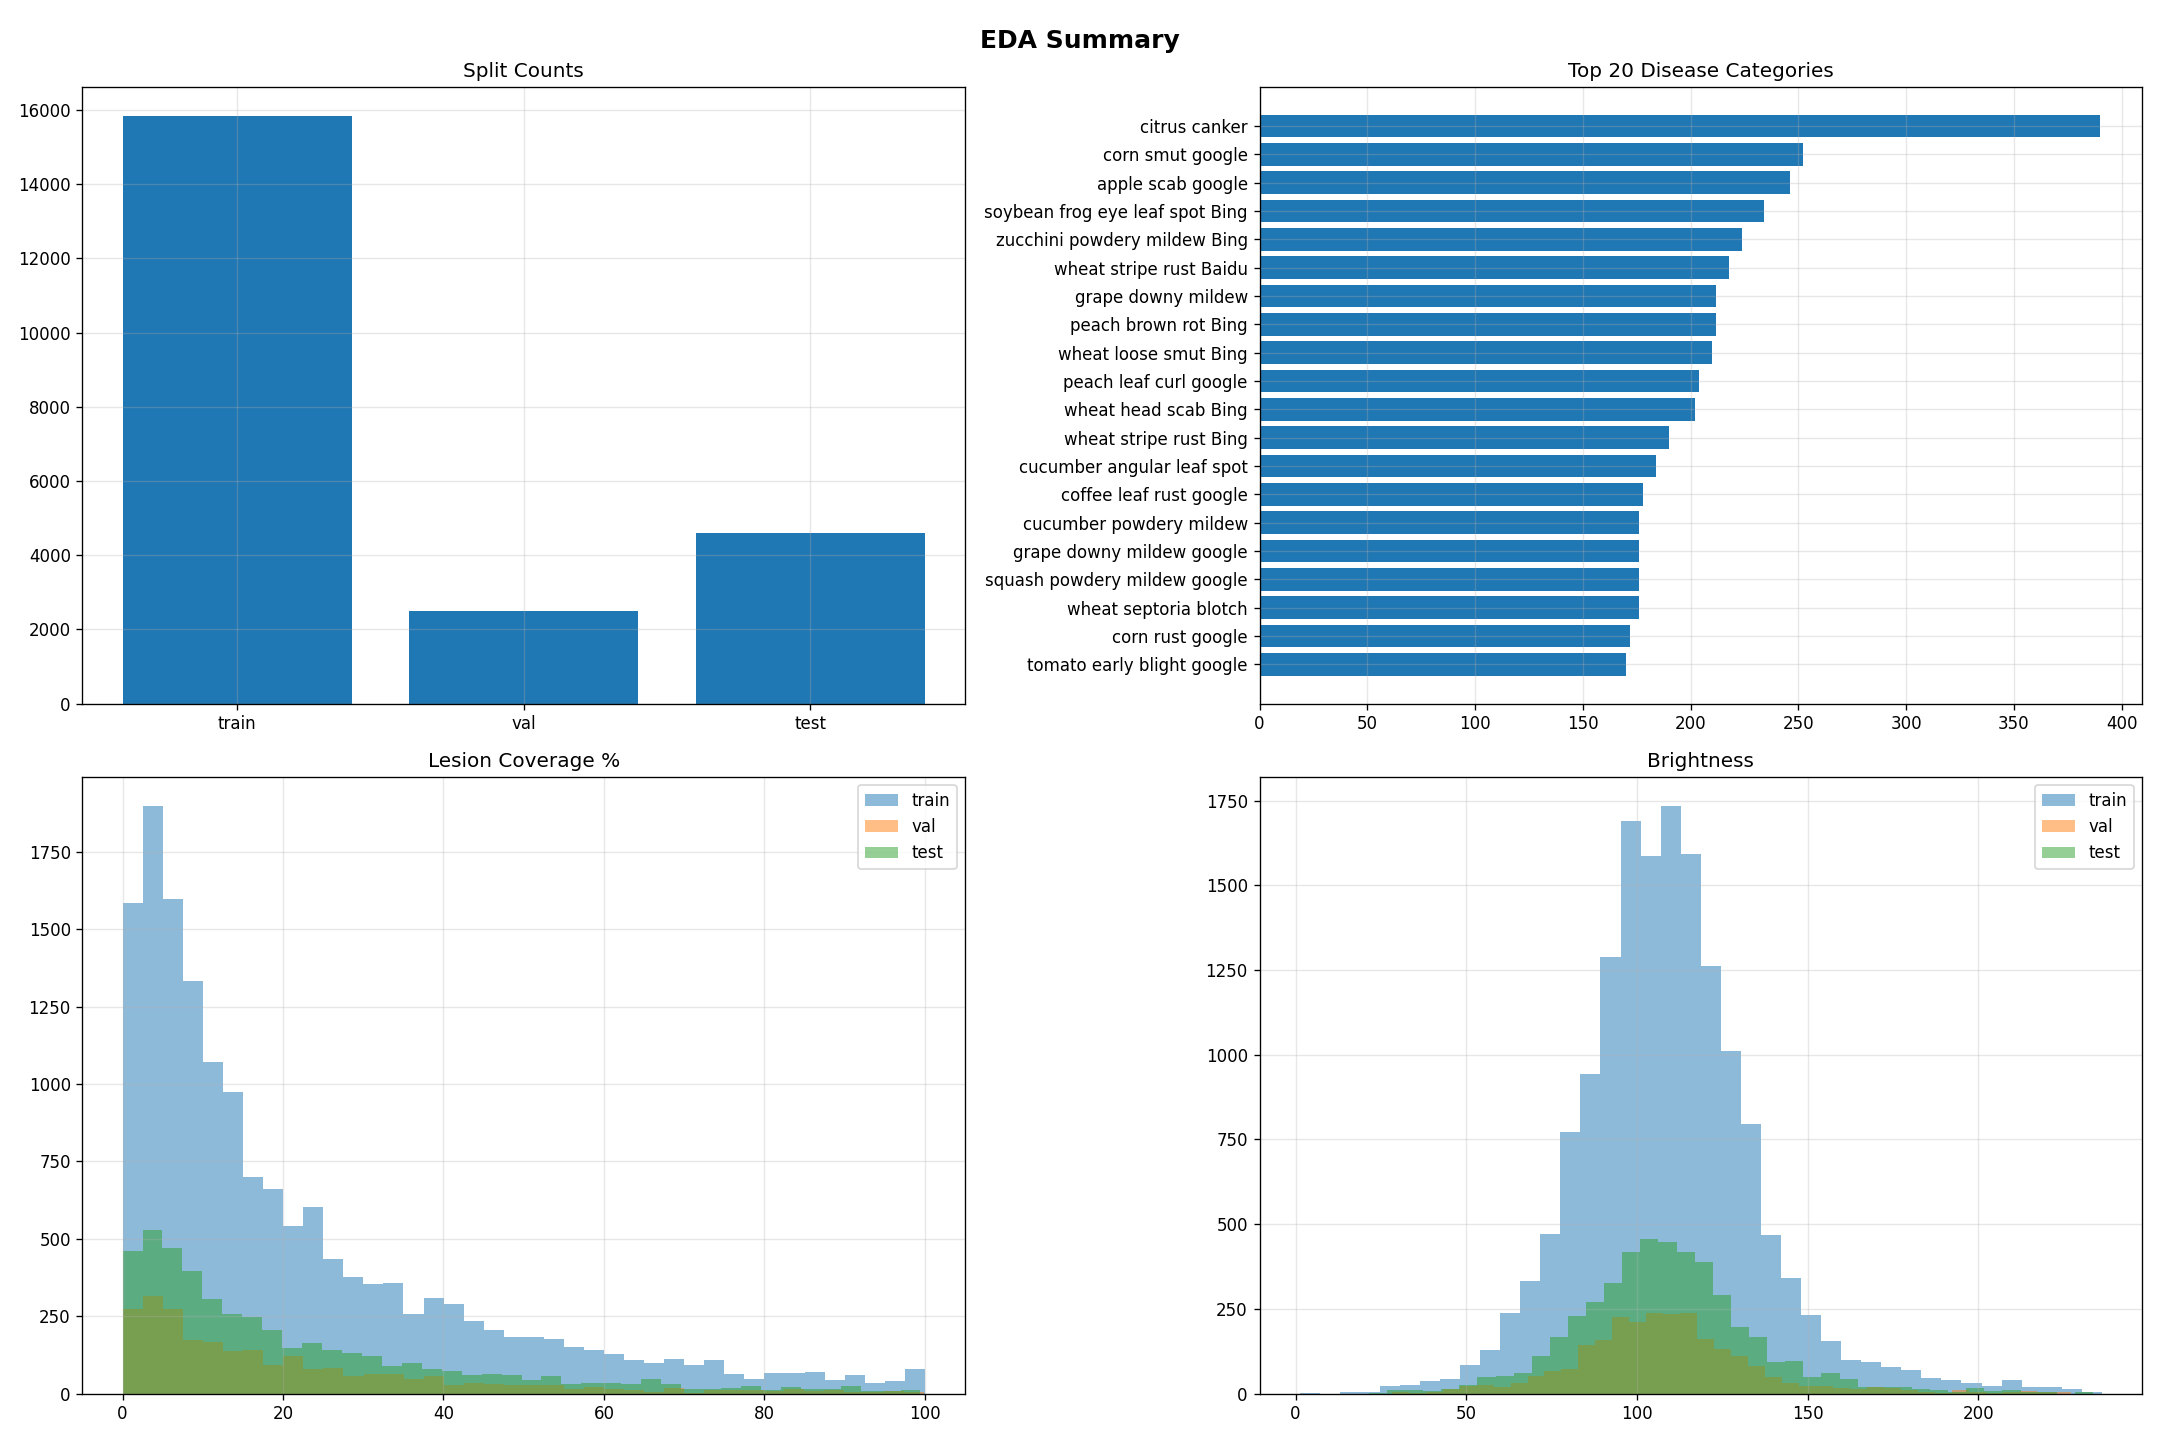 EDA Summary
Split Counts
16000
14000
12000
10000
8000
6000
4000
2000
0
train
val
test
Top 20 Disease Categories
citrus canker
corn smut google
apple scab google
soybean frog eye leaf spot Bing
zucchini powdery mildew Bing
wheat stripe rust Baidu
grape downy mildew
peach brown rot Bing
wheat loose smut Bing
peach leaf curl google
wheat head scab Bing
wheat stripe rust Bing
cucumber angular leaf spot
coffee leaf rust google
cucumber powdery mildew
grape downy mildew google
squash powdery mildew google
wheat septoria blotch
corn rust google
tomato early blight google
0 50 100 150 200 250 300 350 400
Lesion Coverage %
train
val
test
1750
1500
1250
1000
750
500
250
0
0 20 40 60 80 100
Brightness
train
val
test
1750
1500
1250
1000
750
500
250
0
0 50 100 150 200